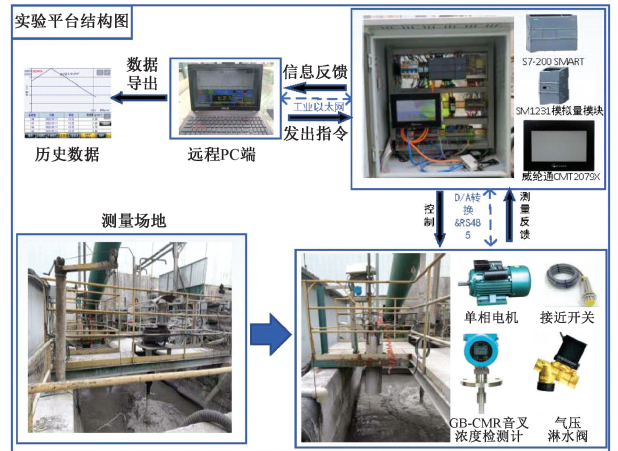 实验平台结构图
数据
导出
信息反馈
工业以太网
发出指令
历史数据
远程PC端
S7-200 SMART
SM1231模拟量模块
威纶通CMT2079X
控制
D/A转
换
&RS48
5
测量反馈
测量场地
单相电机
接近开关
GB-CMR音叉
浓度检测计
气压
淋水阀